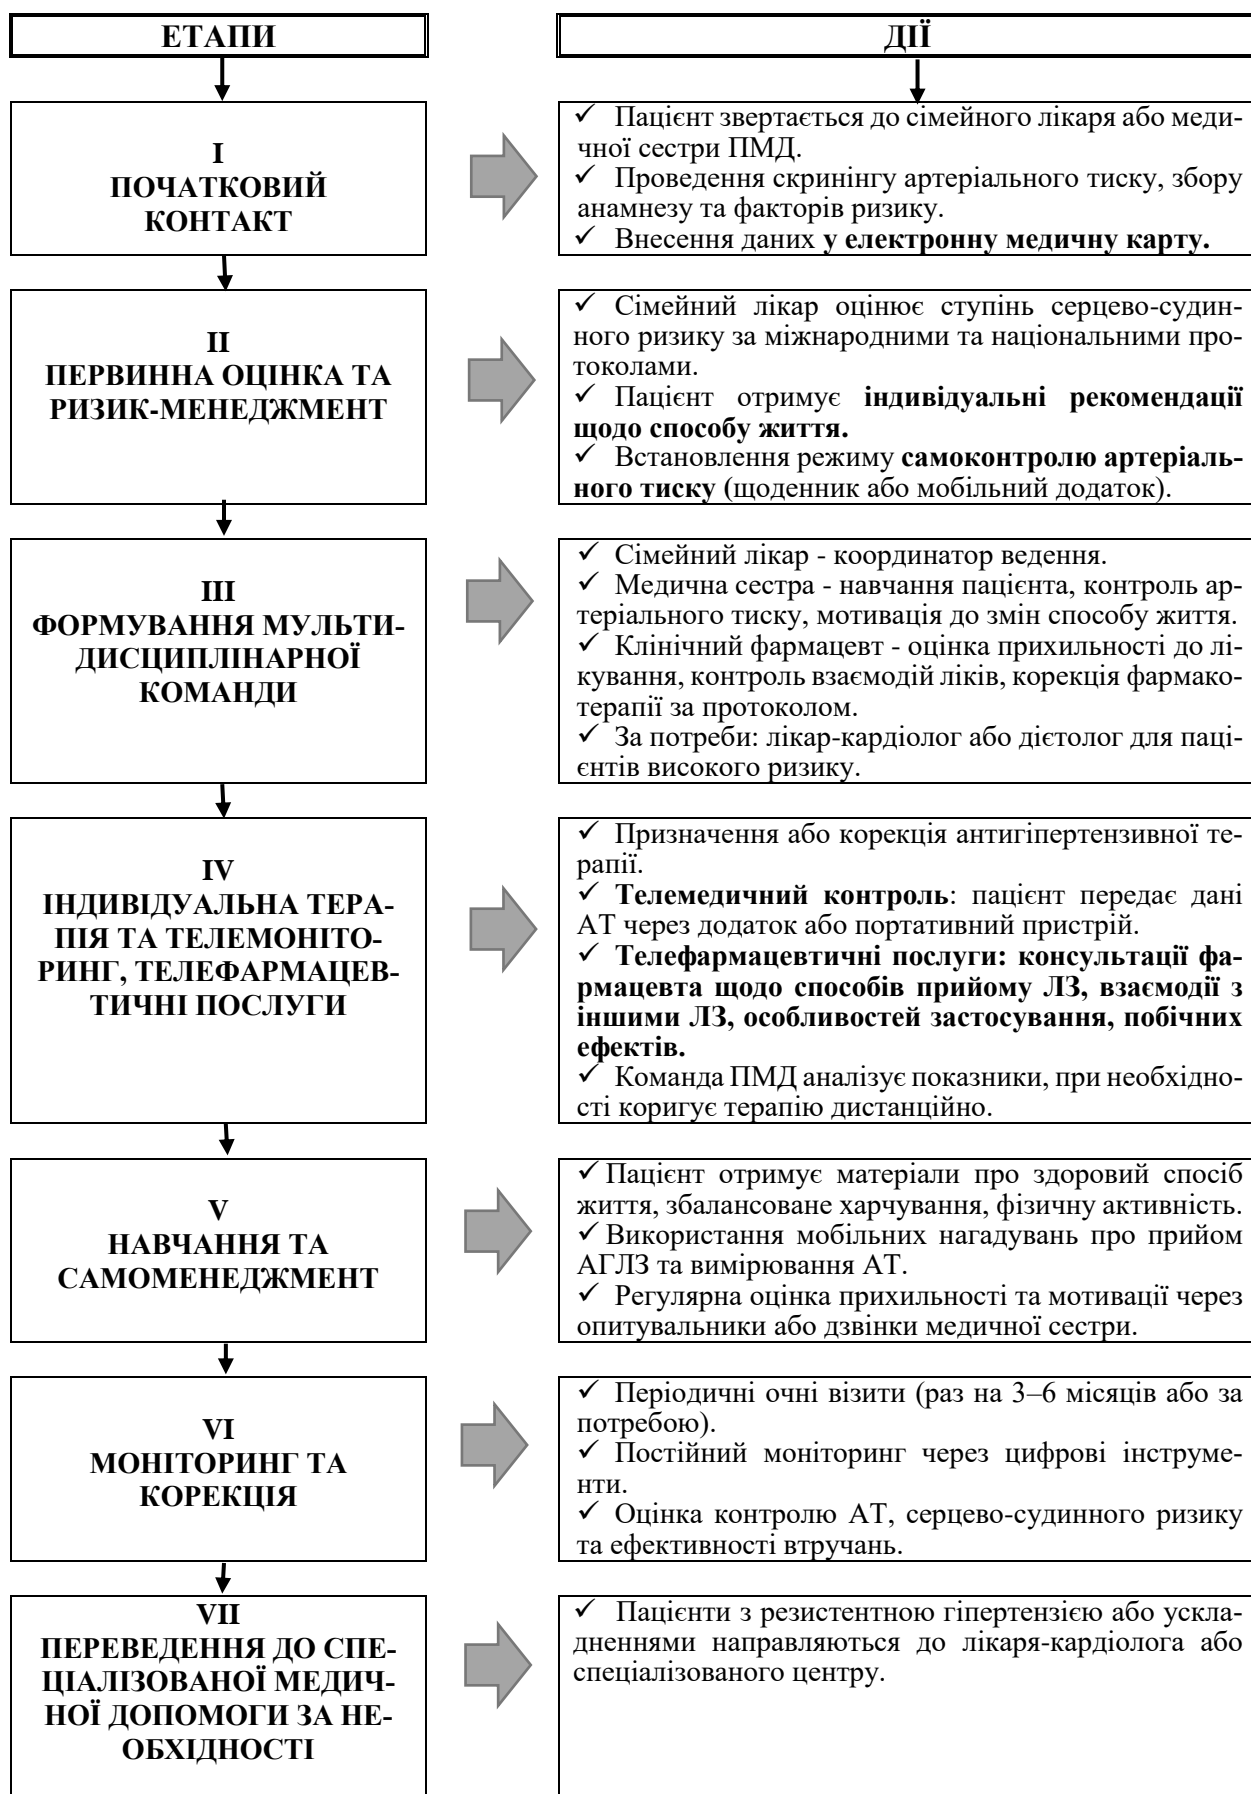 ЕТАПИ
ДІЇ
I
ПОЧАТКОВИЙ
КОНТАКТ
✓ Пацієнт звертається до сімейного лікаря або меди-
чної сестри ПМД.
✓ Проведення скринінгу артеріального тиску, збору
анамнезу та факторів ризику.
✓ Внесення даних у електронну медичну карту.
II
ПЕРВИННА ОЦІНКА ТА
РИЗИК-МЕНЕДЖМЕНТ
✓ Сімейний лікар оцінює ступінь серцево-судин-
ного ризику за міжнародними та національними про-
токолами.
✓ Пацієнт отримує індивідуальні рекомендації
щодо способу життя.
✓ Встановлення режиму самоконтролю артеріаль-
ного тиску (щоденник або мобільний додаток).
III
ФОРМУВАННЯ МУЛЬТИ-
ДИСЦИПЛІНАРНОЇ
КОМАНДИ
✓ Сімейний лікар - координатор ведення.
✓ Медична сестра - навчання пацієнта, контроль ар-
теріального тиску, мотивація до змін способу життя.
✓ Клінічний фармацевт - оцінка прихильності до лі-
кування, контроль взаємодій ліків, корекція фармако-
терапії за протоколом.
✓ За потреби: лікар-кардіолог або дієтолог для паці-
єнтів високого ризику.
IV
ІНДИВІДУАЛЬНА ТЕРА-
ПІЯ ТА ТЕЛЕМОНІТО-
РИНГ, ТЕЛЕФАРМАЦЕВ-
ТИЧНІ ПОСЛУГИ
✓ Призначення або корекція антигіпертензивної те-
рапії.
✓ Телемедичний контроль: пацієнт передає дані
АТ через додаток або портативний пристрій.
✓ Телефармацевтичні послуги: консультації фа-
рмацевта щодо способів прийому ЛЗ, взаємодії з
іншими ЛЗ, особливостей застосування, побічних
ефектів.
✓ Команда ПМД аналізує показники, при необхідно-
сті коригує терапію дистанційно.
V
НАВЧАННЯ ТА
САМОМЕНЕДЖМЕНТ
✓ Пацієнт отримує матеріали про здоровий спосіб
життя, збалансоване харчування, фізичну активність.
✓ Використання мобільних нагадувань про прийом
АГЛЗ та вимірювання АТ.
✓ Регулярна оцінка прихильності та мотивації через
опитувальники або дзвінки медичної сестри.
VI
МОНІТОРИНГ ТА
КОРЕКЦІЯ
✓ Періодичні очні візити (раз на 3–6 місяців або за
потребою).
✓ Постійний моніторинг через цифрові інструме-
нти.
✓ Оцінка контролю АТ, серцево-судинного ризику
та ефективності втручань.
VII
ПЕРЕВЕДЕННЯ ДО СПЕ-
ЦІАЛІЗОВАНОЇ МЕДИЧ-
НОЇ ДОПОМОГИ ЗА НЕ-
ОБХІДНОСТІ
✓ Пацієнти з резистентною гіпертензією або ускла-
дненнями направляються до лікаря-кардіолога або
спеціалізованого центру.